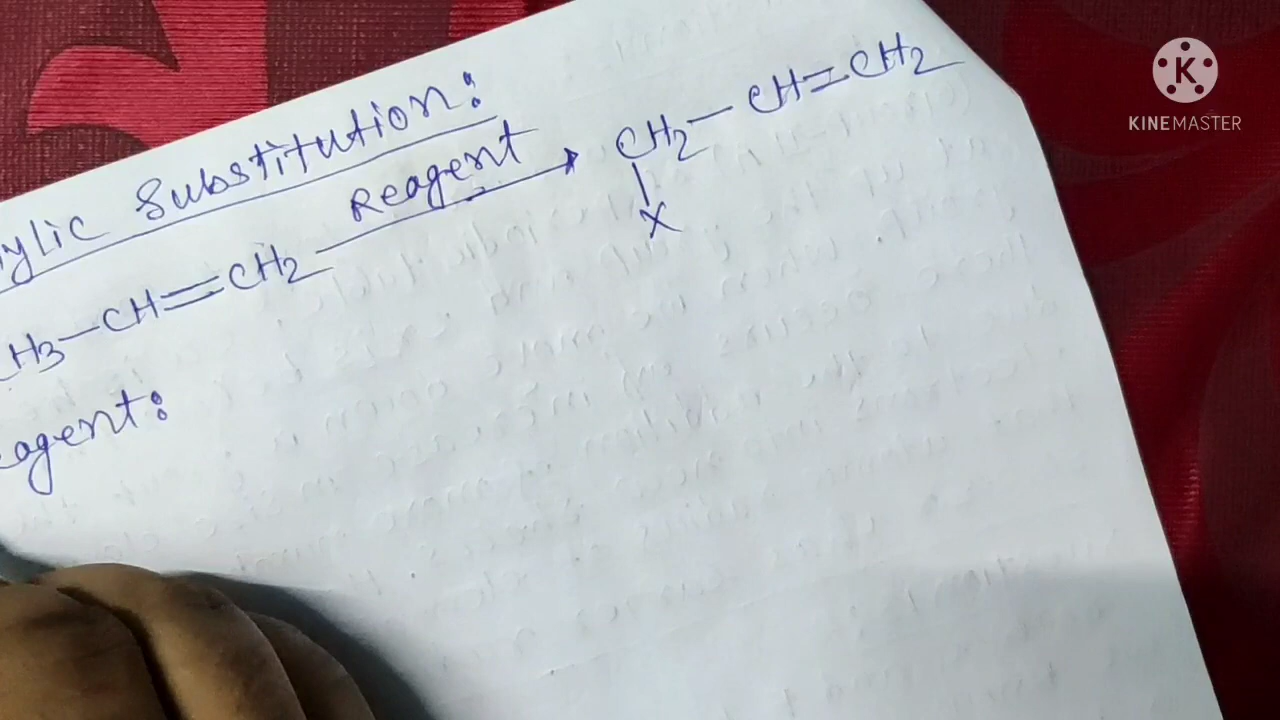 ylic Substitution:
H3—CH=CH2 —Reagent→ CH2—CH=CH2
|
X
eagent:
K
KINEMASTER